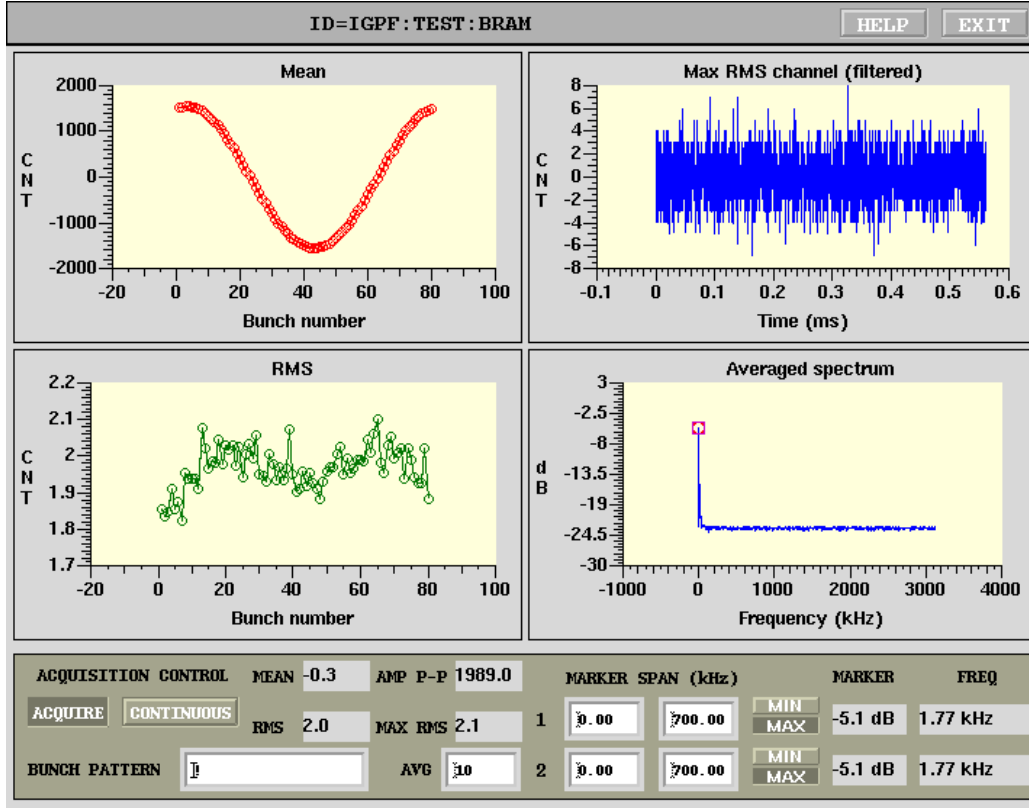 ID=IGPF:TEST:BRAM HELP EXIT
Mean
CNT
2000
1000
0
-1000
-2000
-20 0 20 40 60 80 100
Bunch number
Max RMS channel (filtered)
CNT
8
6
4
2
0
-2
-4
-6
-8
-0.1 0 0.1 0.2 0.3 0.4 0.5 0.6
Time (ms)
RMS
CNT
2.2
2.1
2
1.9
1.8
1.7
-20 0 20 40 60 80 100
Bunch number
Averaged spectrum
dB
3
-2.5
-8
-13.5
-19
-24.5
-30
-1000 0 1000 2000 3000 4000
Frequency (kHz)
ACQUISITION CONTROL MEAN -0.3 AMP P-P 1989.0 MARKER SPAN (kHz) MARKER FREQ
ACQUIRE CONTINUOUS RMS 2.0 MAX RMS 2.1 1 0.00 700.00 MIN MAX -5.1 dB 1.77 kHz
BUNCH PATTERN AVG 10 2 0.00 700.00 MIN MAX -5.1 dB 1.77 kHz